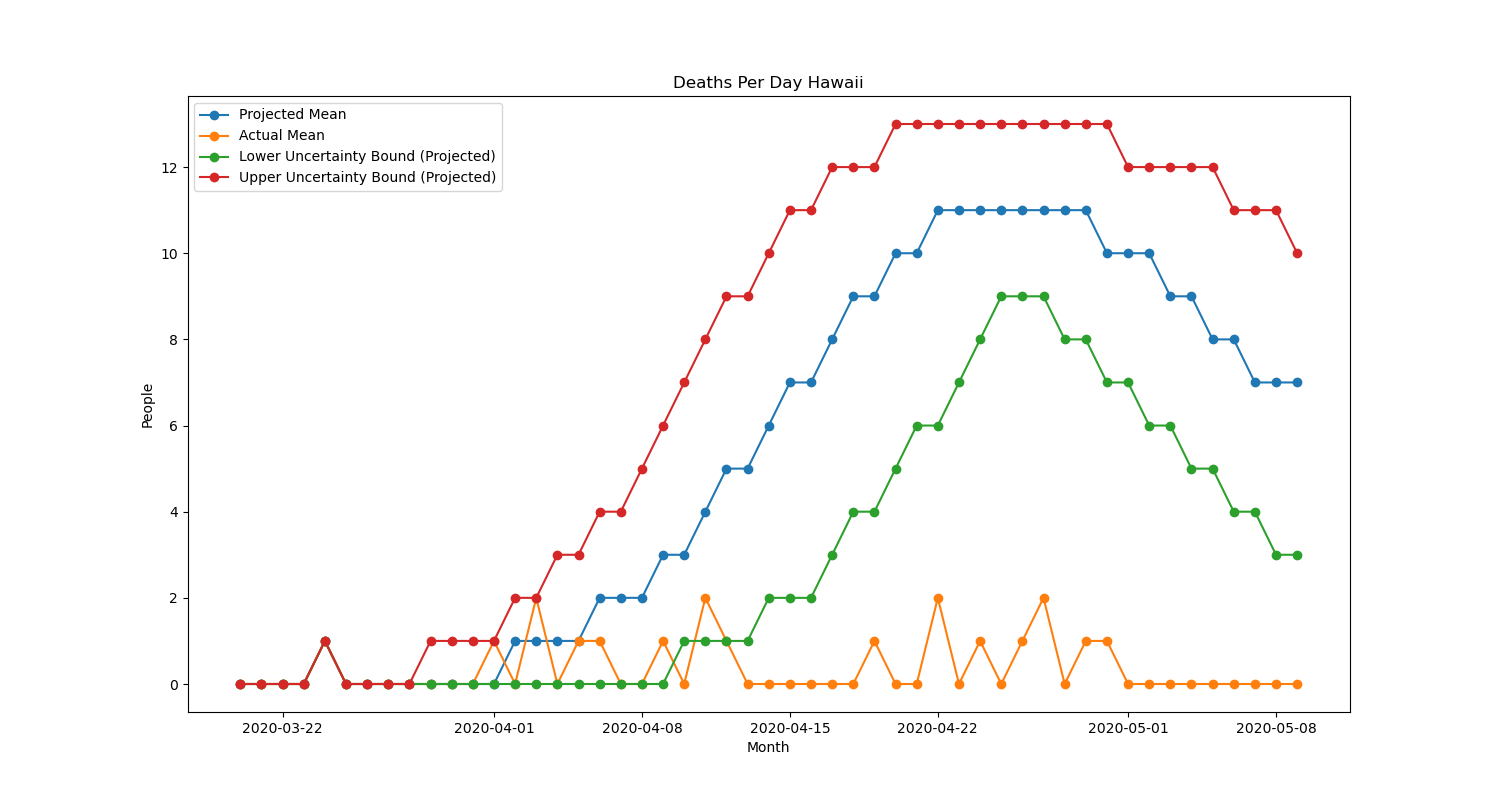 Deaths Per Day Hawaii
Projected Mean
Actual Mean
Lower Uncertainty Bound (Projected)
Upper Uncertainty Bound (Projected)
12
10
8
6
4
2
0
People
2020-03-22 2020-04-01 2020-04-08 2020-04-15 2020-04-22 2020-05-01 2020-05-08
Month